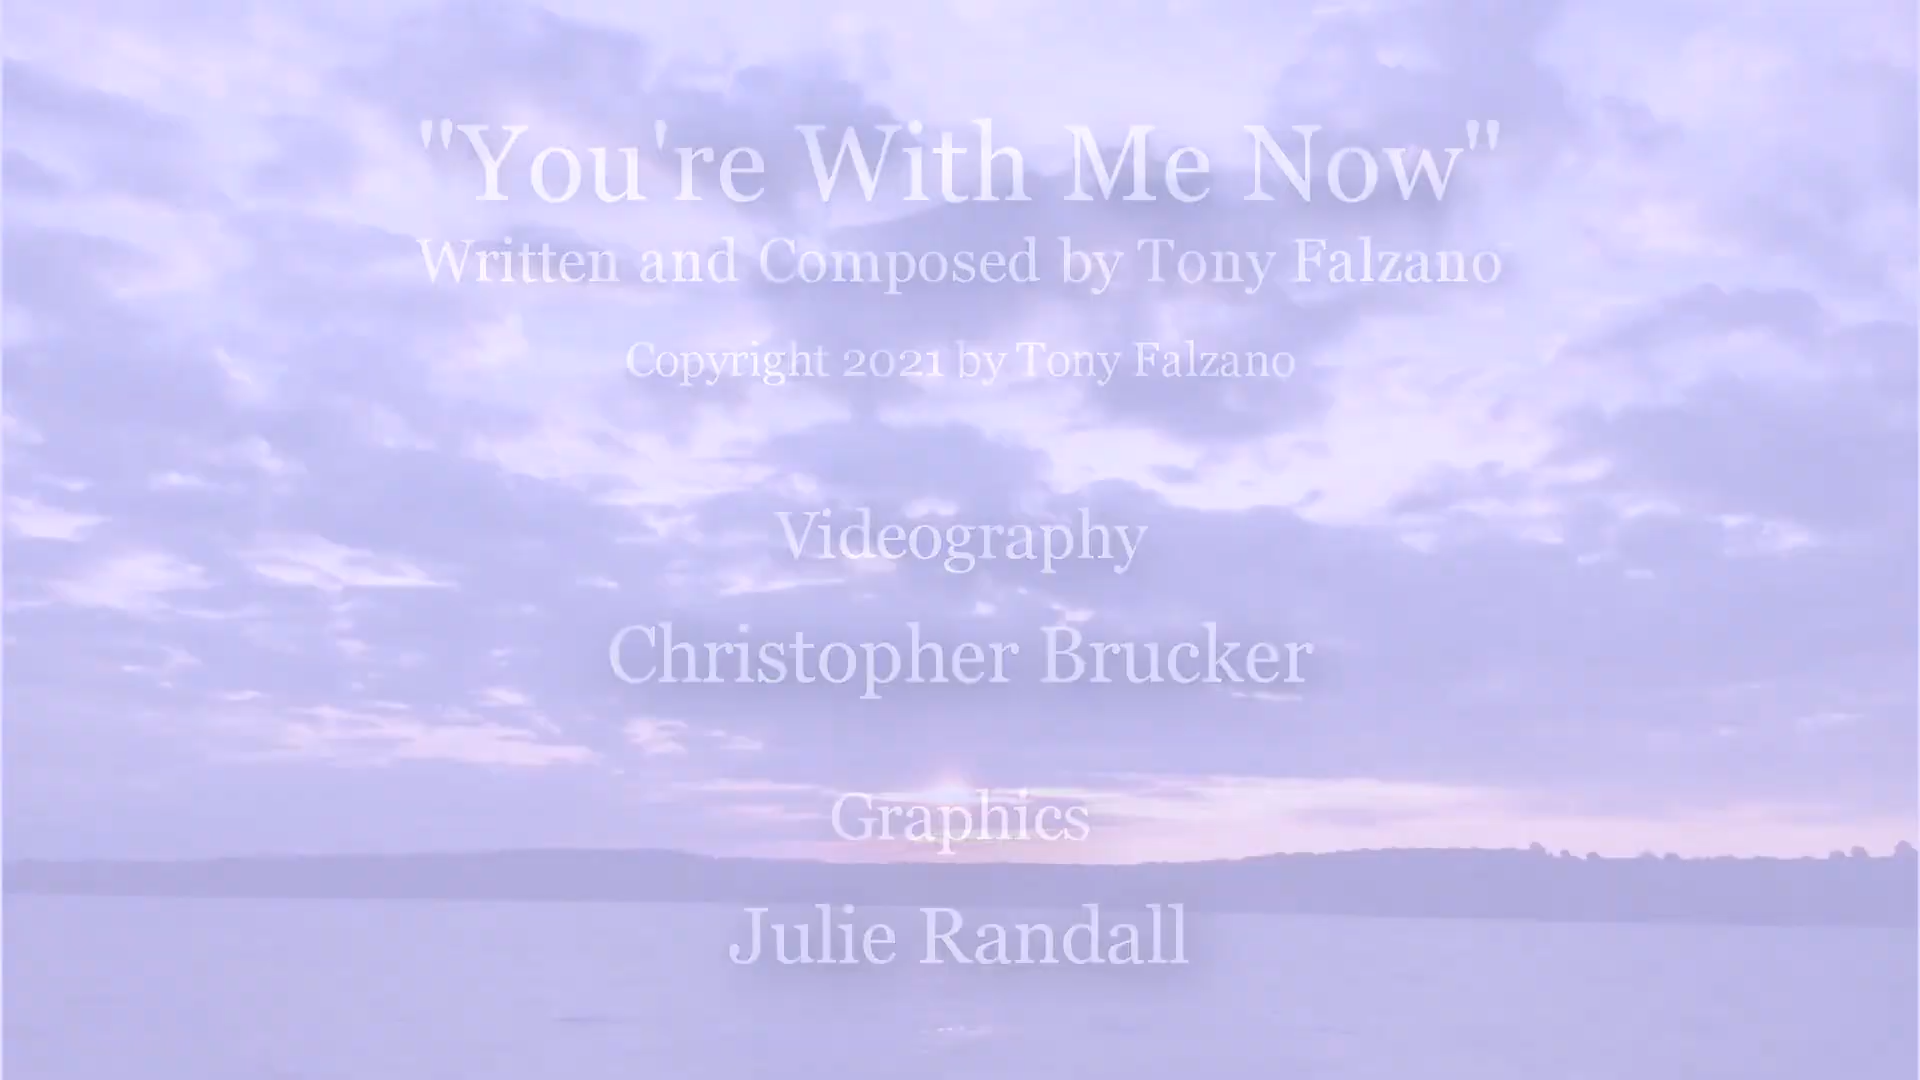 "You're With Me Now"
Written and Composed by Tony Falzano
Copyright 2021 by Tony Falzano
Videography
Christopher Brucker
Graphics
Julie Randall